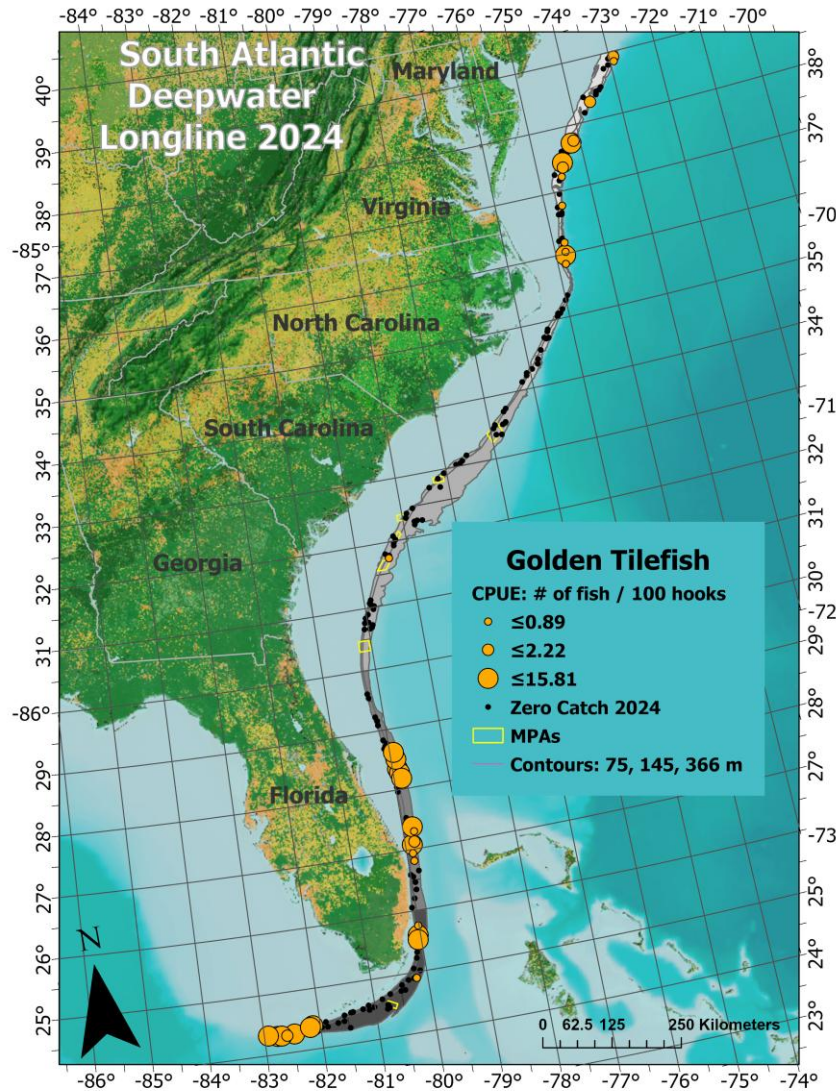 -84° -83° -82° -81° -80° -79° -78° -77° -76° -75° -74° -73° -72° -71° -70°
South Atlantic
Deepwater
Longline 2024
Maryland
Virginia
North Carolina
South Carolina
Georgia
Florida
40°
39°
38°
-85°
37°
36°
35°
34°
33°
32°
31°
-86°
29°
28°
27°
26°
25°
38°
37°
-70
35°
34°
-71
32°
31°
30°
-72
29°
28°
27°
-73
25°
24°
23°
Golden Tilefish
CPUE: # of fish / 100 hooks
≤0.89
≤2.22
≤15.81
Zero Catch 2024
MPAs
Contours: 75, 145, 366 m
N
0 62.5 125 250 Kilometers
-86° -85° -84° -83° -82° -81° -80° -79° -78° -77° -76° -75° -74°